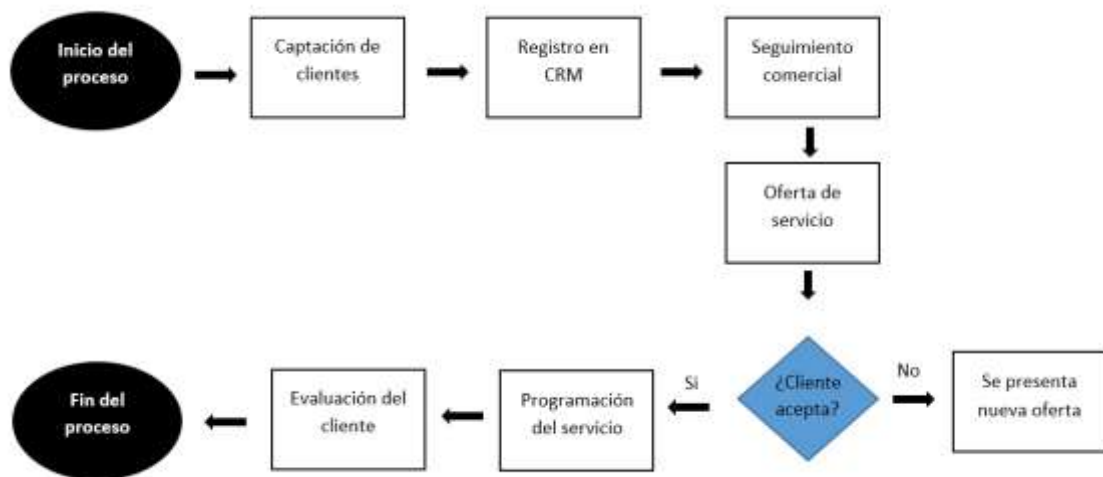 Inicio del
proceso
Captación de
clientes
Registro en
CRM
Seguimiento
comercial
Oferta de
servicio
¿Cliente
acepta?
No
Se presenta
nueva oferta
Si
Programación
del servicio
Evaluación del
cliente
Fin del
proceso